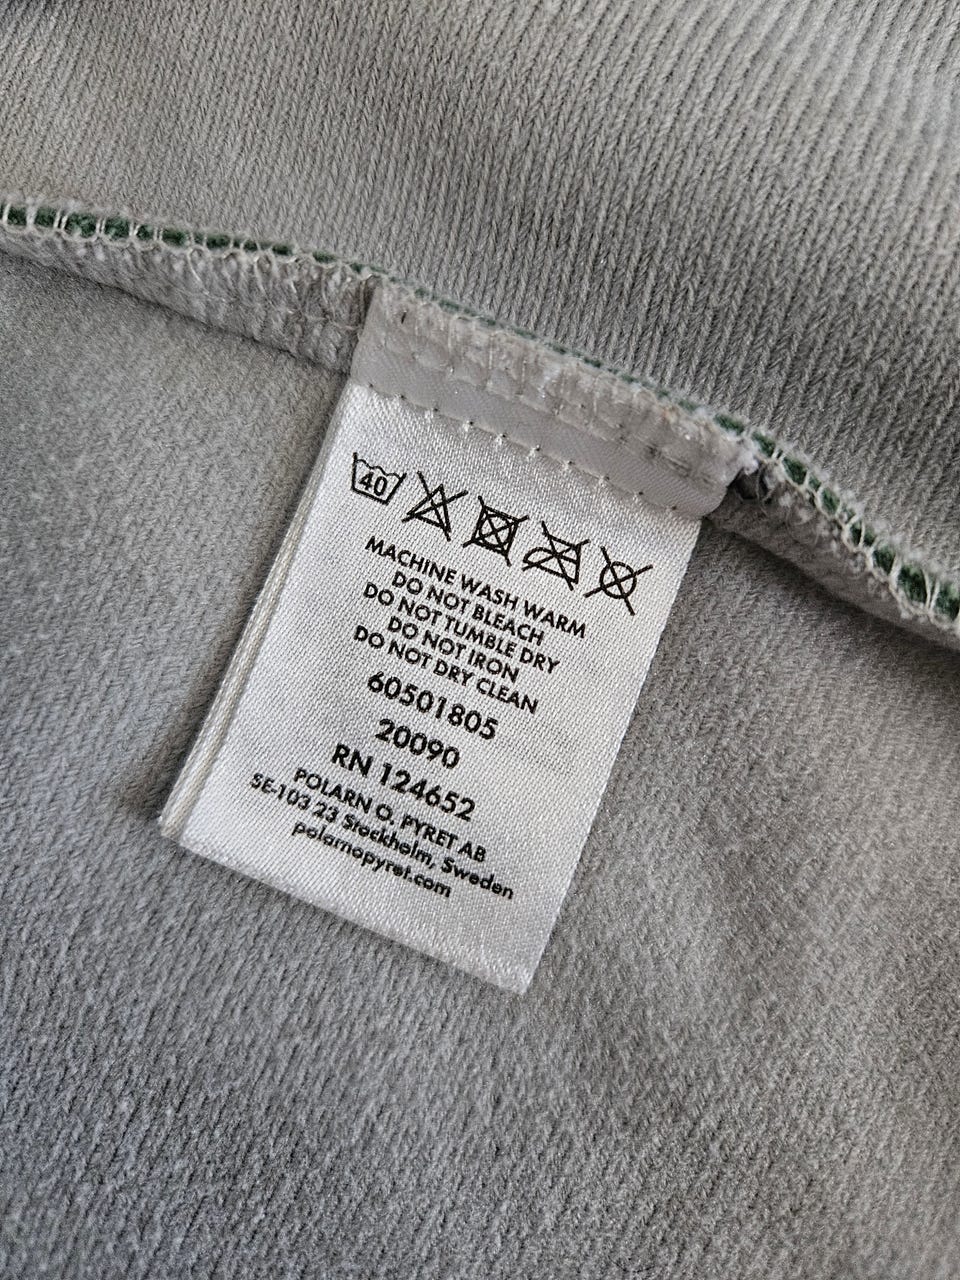 40
MACHINE WASH WARM
DO NOT BLEACH
DO NOT TUMBLE DRY
DO NOT IRON
DO NOT DRY CLEAN
60501805
20090
RN 124652
POLARN O. PYRET AB
SE-103 23 Stockholm, Sweden
polarnopyret.com